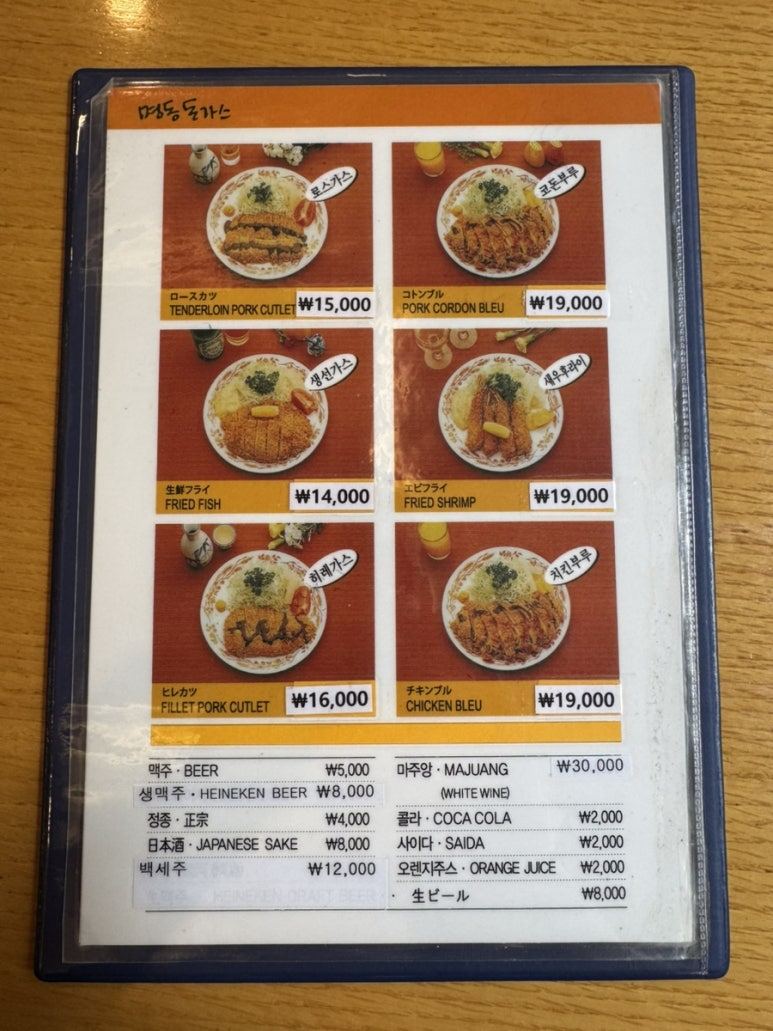 명동돈가스
로스가스
ロースカツ
TENDERLOIN PORK CUTLET ₩15,000
코돈부루
コトンブル
PORK CORDON BLEU ₩19,000
생선가스
生鮮フライ
FRIED FISH ₩14,000
새우후라이
エビフライ
FRIED SHRIMP ₩19,000
히레가스
ヒレカツ
FILLET PORK CUTLET ₩16,000
치킨부루
チキンブル
CHICKEN BLEU ₩19,000
맥주 · BEER ₩5,000
생맥주 · HEINEKEN BEER ₩8,000
정종 · 正宗 ₩4,000
日本酒 · JAPANESE SAKE ₩8,000
백세주 ₩12,000
HEINEKEN DRAFT BEER
마주앙 · MAJUANG ₩30,000
(WHITE WINE)
콜라 · COCA COLA ₩2,000
사이다 · SAIDA ₩2,000
오렌지주스 · ORANGE JUICE ₩2,000
· 生ビール ₩8,000